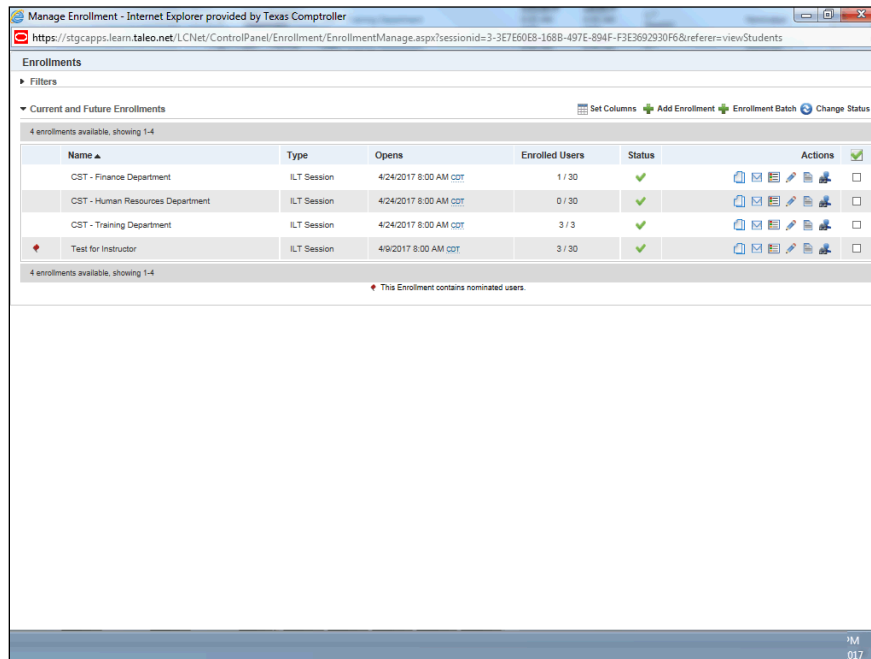 Manage Enrollment - Internet Explorer provided by Texas Comptroller
https://stgcapps.learn.taleo.net/LCNet/ControlPanel/Enrollment/EnrollmentManage.aspx?sessionid=3-3E7E60E8-168B-497E-894F-F3E3692930F6&referer=viewStudents
Enrollments
Filters
Current and Future Enrollments Set Columns Add Enrollment Enrollment Batch Change Status
4 enrollments available, showing 1-4
Name Type Opens Enrolled Users Status Actions
CST - Finance Department ILT Session 4/24/2017 8:00 AM CDT 1 / 30
CST - Human Resources Department ILT Session 4/24/2017 8:00 AM CDT 0 / 30
CST - Training Department ILT Session 4/24/2017 8:00 AM CDT 3 / 3
Test for Instructor ILT Session 4/9/2017 8:00 AM CDT 3 / 30
4 enrollments available, showing 1-4
This Enrollment contains nominated users.